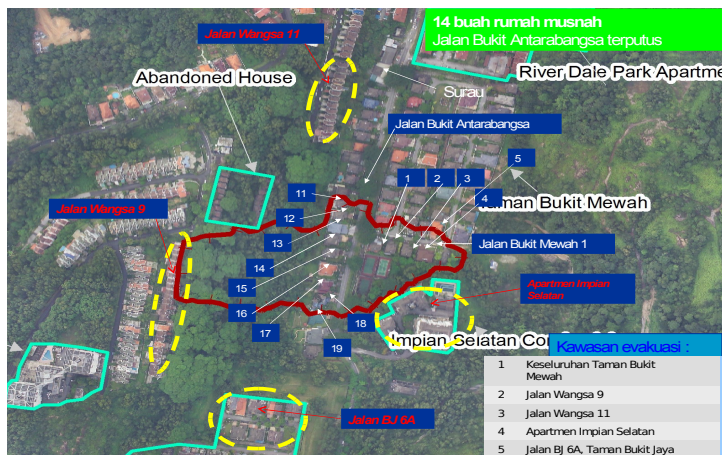 14 buah rumah musnah
Jalan Bukit Antarabangsa terputus
Jalan Wangsa 11
River Dale Park Apartme
Abandoned House
Surau
Jalan Bukit Antarabangsa
1
2
3
5
4
11
12
13
14
15
16
17
18
19
Taman Bukit Mewah
Jalan Wangsa 9
Jalan Bukit Mewah 1
Apartmen Impian
Selatan
Impian Selatan Con
Kawasan evakuasi :
1 Keseluruhan Taman Bukit
Mewah
2 Jalan Wangsa 9
3 Jalan Wangsa 11
4 Apartmen Impian Selatan
5 Jalan BJ 6A, Taman Bukit Jaya
Jalan BJ 6A